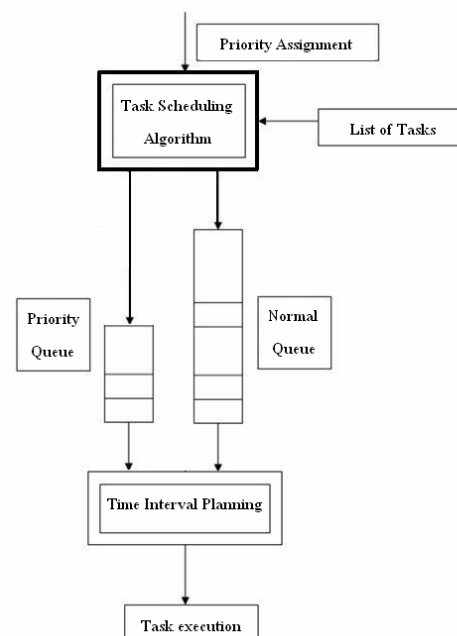 Priority Assignment
Task Scheduling
Algorithm
List of Tasks
Priority
Queue
Normal
Queue
Time Interval Planning
Task execution